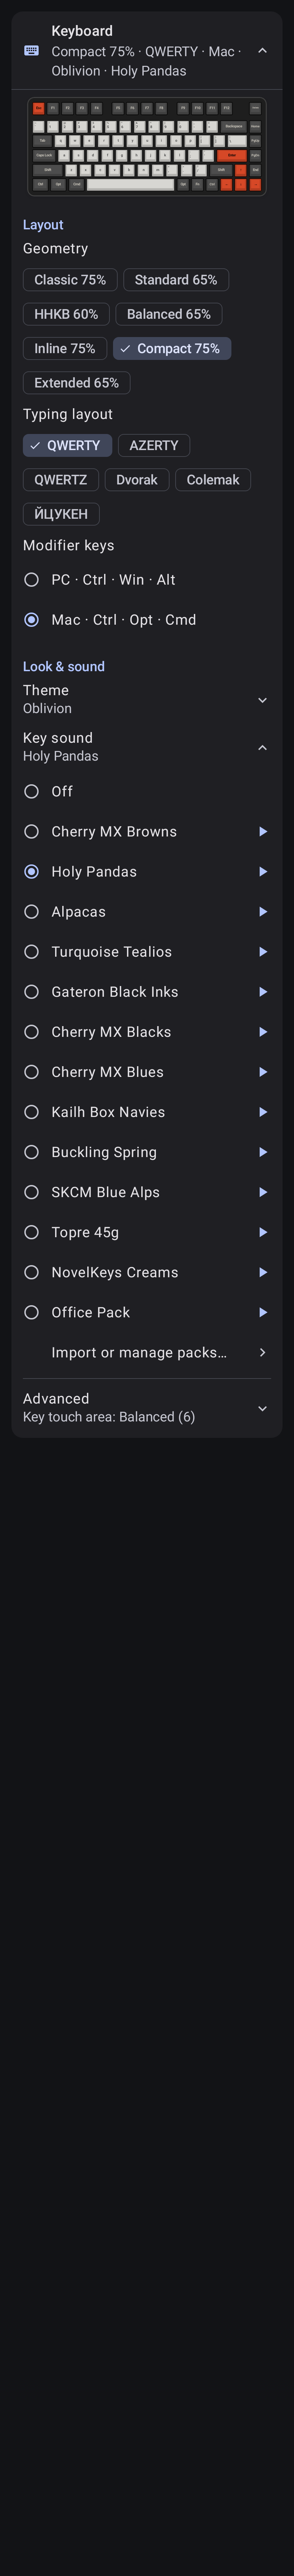 Keyboard
Compact 75% · QWERTY · Mac ·
Oblivion · Holy Pandas
Layout
Geometry
Classic 75%
Standard 65%
HHKB 60%
Balanced 65%
Inline 75%
Compact 75%
Extended 65%
Typing layout
QWERTY
AZERTY
QWERTZ
Dvorak
Colemak
ЙЦУКЕН
Modifier keys
PC · Ctrl · Win · Alt
Mac · Ctrl · Opt · Cmd
Look & sound
Theme
Oblivion
Key sound
Holy Pandas
Off
Cherry MX Browns
Holy Pandas
Alpacas
Turquoise Tealios
Gateron Black Inks
Cherry MX Blacks
Cherry MX Blues
Kailh Box Navies
Buckling Spring
SKCM Blue Alps
Topre 45g
NovelKeys Creams
Office Pack
Import or manage packs…
Advanced
Key touch area: Balanced (6)